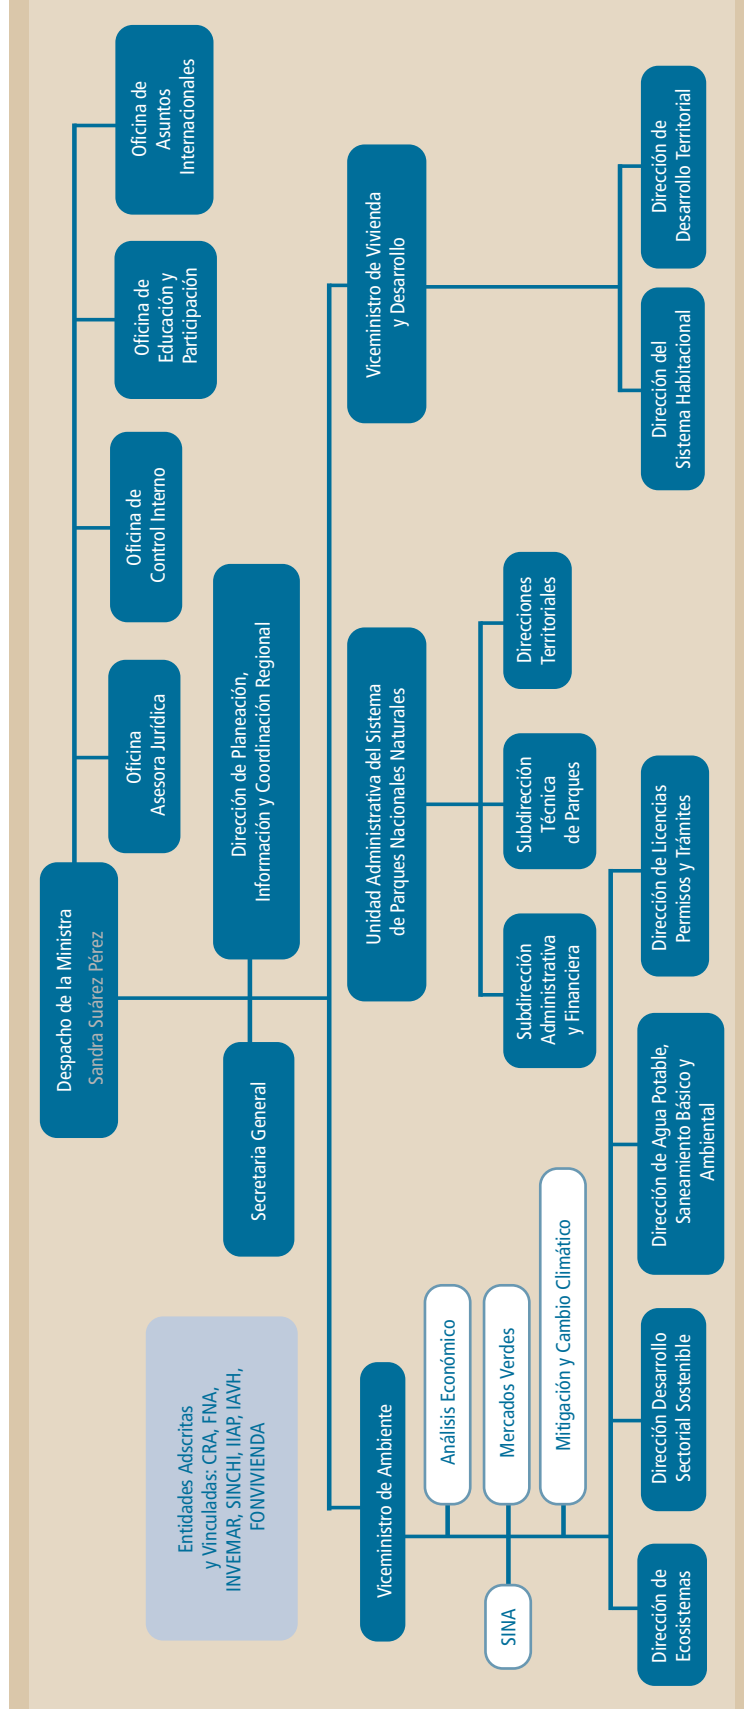 Despacho de la Ministra
Sandra Suárez Pérez
Oficina
Asesora Jurídica
Oficina de
Control Interno
Oficina de
Educación y
Participación
Oficina de
Asuntos
Internacionales
Secretaria General
Dirección de Planeación,
Información y Coordinación Regional
Entidades Adscritas
y Vinculadas: CRA, FNA,
INVEMAR, SINCHI, IIAP, IAVH,
FONVIVIENDA
Viceministro de Ambiente
Unidad Administrativa del Sistema
de Parques Nacionales Naturales
Viceministro de Vivienda
y Desarrollo
Análisis Económico
SINA
Mercados Verdes
Mitigación y Cambio Climático
Subdirección
Administrativa
y Financiera
Subdirección
Técnica
de Parques
Direcciones
Territoriales
Dirección de
Ecosistemas
Dirección Desarrollo
Sectorial Sostenible
Dirección de Agua Potable,
Saneamiento Básico y
Ambiental
Dirección de Licencias
Permisos y Trámites
Dirección del
Sistema Habitacional
Dirección de
Desarrollo Territorial